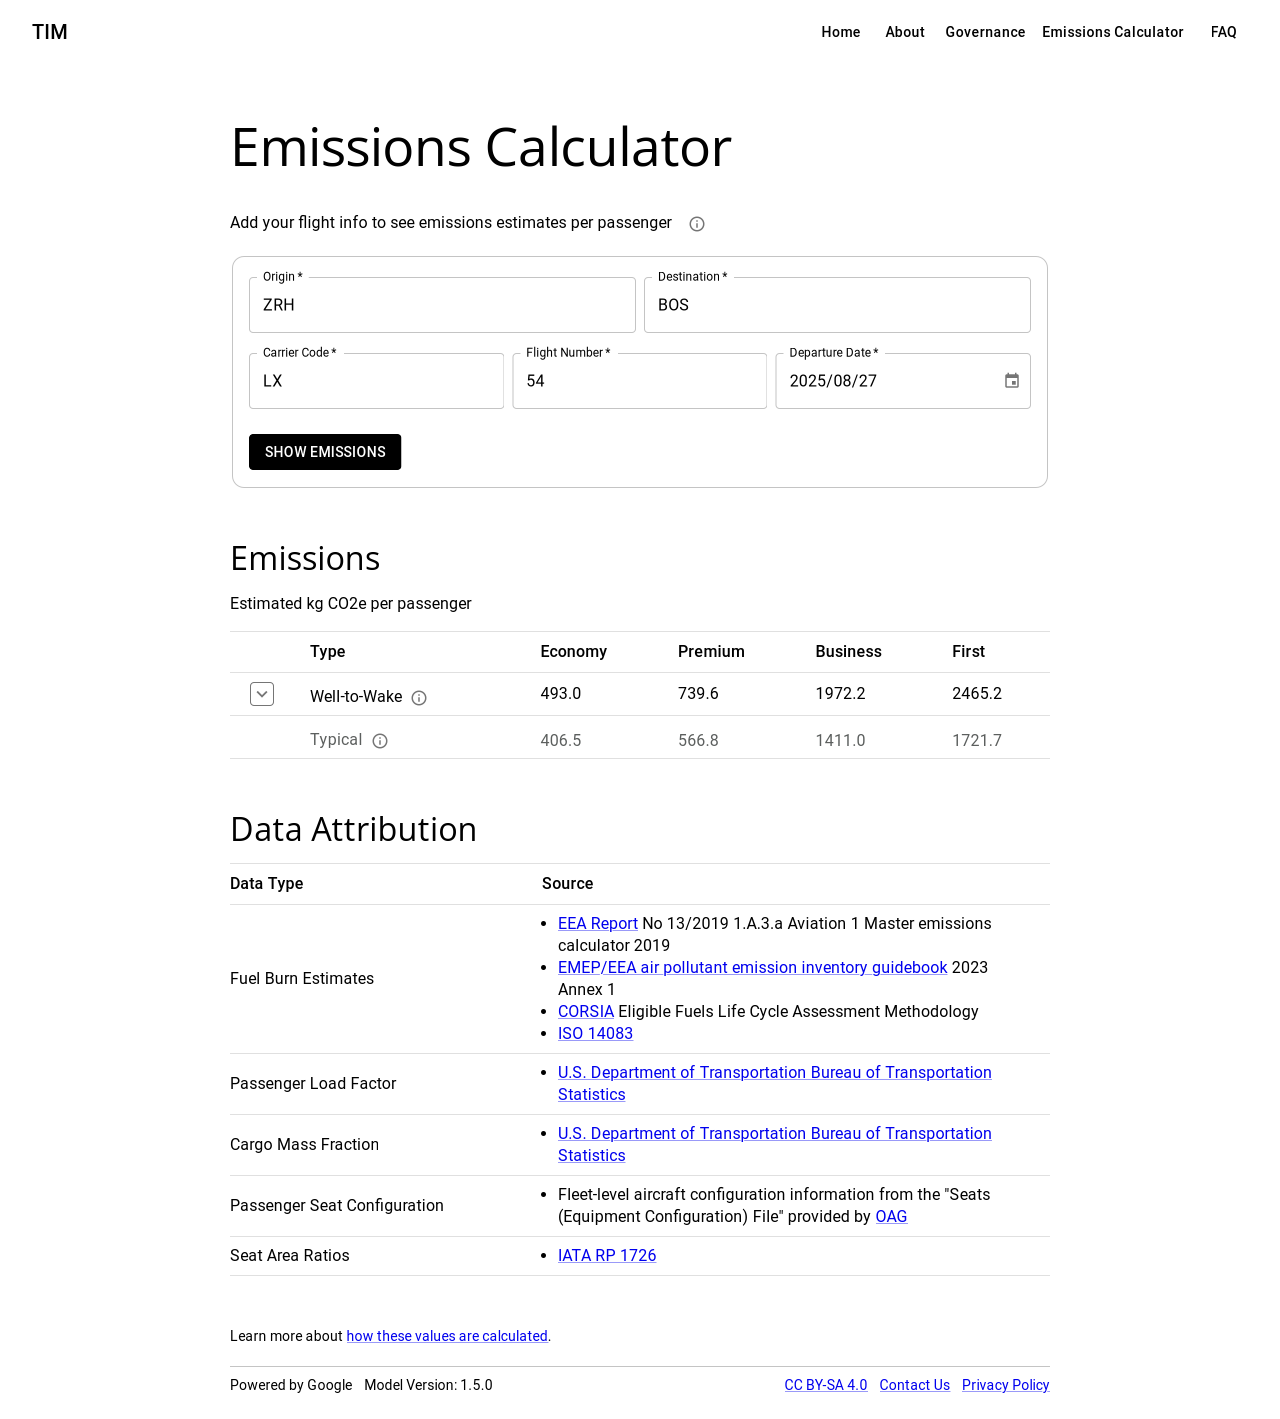 TIM
Home About Governance Emissions Calculator FAQ
Emissions Calculator
Add your flight info to see emissions estimates per passenger
Origin *
ZRH
Destination *
BOS
Carrier Code *
LX
Flight Number *
54
Departure Date *
2025/08/27
SHOW EMISSIONS
Emissions
Estimated kg CO2e per passenger
Type Economy Premium Business First
Well-to-Wake 493.0 739.6 1972.2 2465.2
Typical 406.5 566.8 1411.0 1721.7
Data Attribution
Data Type Source
Fuel Burn Estimates
• EEA Report No 13/2019 1.A.3.a Aviation 1 Master emissions
calculator 2019
• EMEP/EEA air pollutant emission inventory guidebook 2023
Annex 1
• CORSIA Eligible Fuels Life Cycle Assessment Methodology
• ISO 14083
Passenger Load Factor
• U.S. Department of Transportation Bureau of Transportation
Statistics
Cargo Mass Fraction
• U.S. Department of Transportation Bureau of Transportation
Statistics
Passenger Seat Configuration
• Fleet-level aircraft configuration information from the "Seats
(Equipment Configuration) File" provided by OAG
Seat Area Ratios
• IATA RP 1726
Learn more about how these values are calculated.
Powered by Google Model Version: 1.5.0 CC BY-SA 4.0 Contact Us Privacy Policy